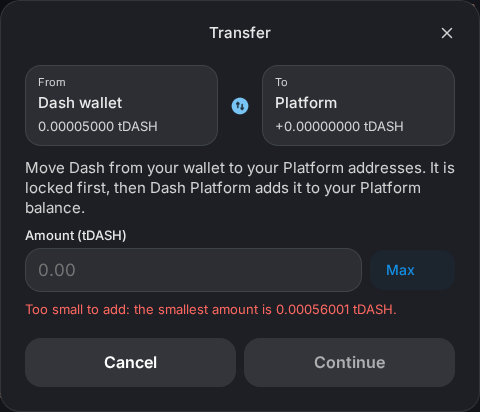 Transfer
From
Dash wallet
0.00005000 tDASH
To
Platform
+0.00000000 tDASH
Move Dash from your wallet to your Platform addresses. It is
locked first, then Dash Platform adds it to your Platform
balance.
Amount (tDASH)
0.00
Max
Too small to add: the smallest amount is 0.00056001 tDASH.
Cancel
Continue